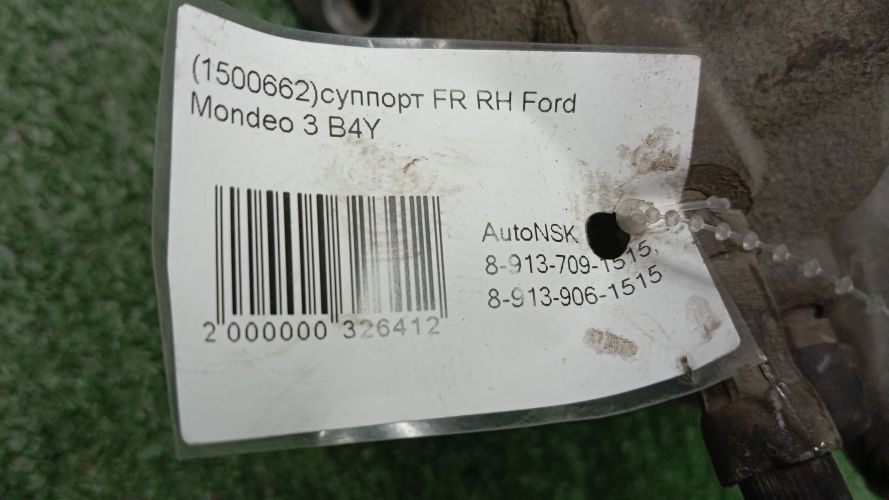 (1500662)суппорт FR RH Ford
Mondeo 3 B4Y
AutoNSK
8-913-709-1515,
8-913-906-1515
2 000000 326412